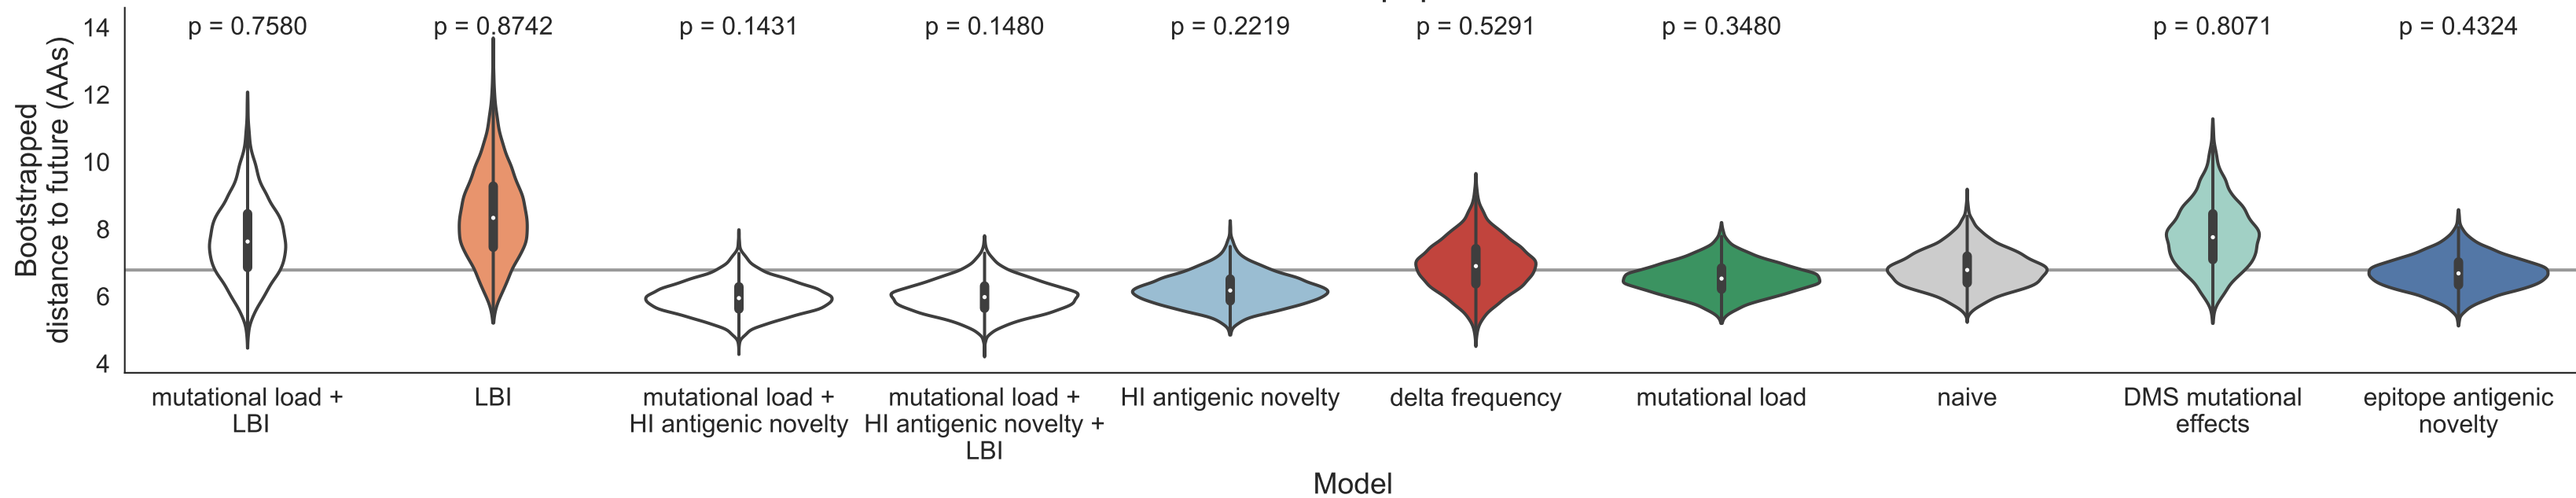 p = 0.7580 p = 0.8742 p = 0.1431 p = 0.1480 p = 0.2219 p = 0.5291 p = 0.3480 p = 0.8071 p = 0.4324
14
12
10
8
6
4
Bootstrapped
distance to future (AAs)
mutational load +
LBI
LBI
mutational load +
HI antigenic novelty
mutational load +
HI antigenic novelty +
LBI
HI antigenic novelty
delta frequency
mutational load
naive
DMS mutational
effects
epitope antigenic
novelty
Model